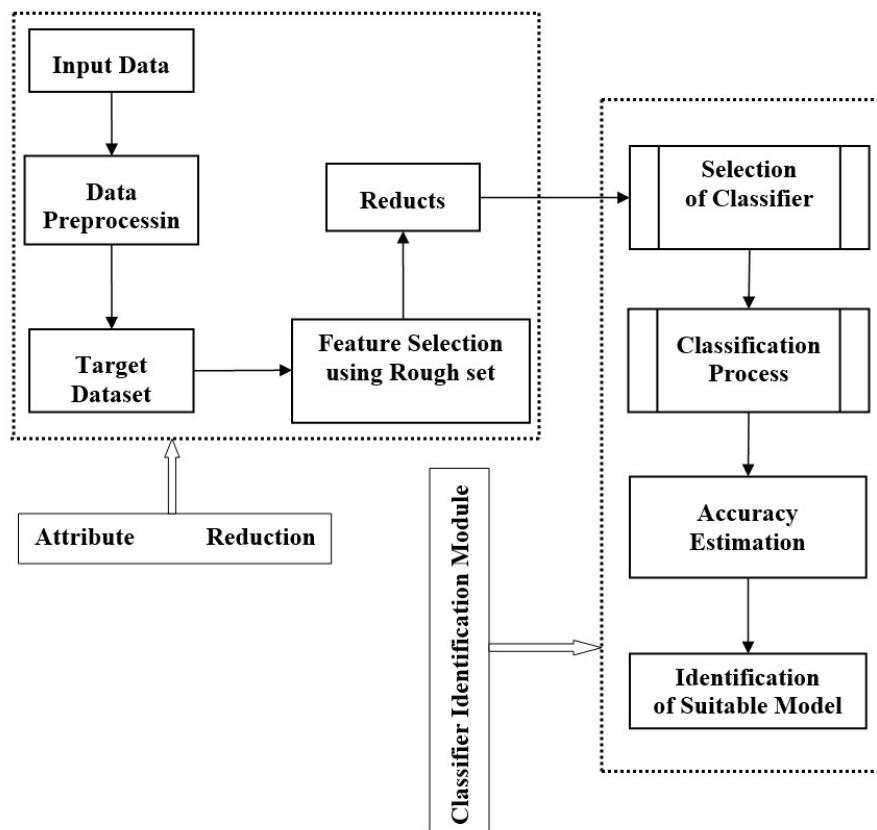 Input Data
Data
Preprocessin
Target
Dataset
Feature Selection
using Rough set
Reducts
Attribute Reduction
Selection
of Classifier
Classification
Process
Accuracy
Estimation
Identification
of Suitable Model
Classifier Identification Module